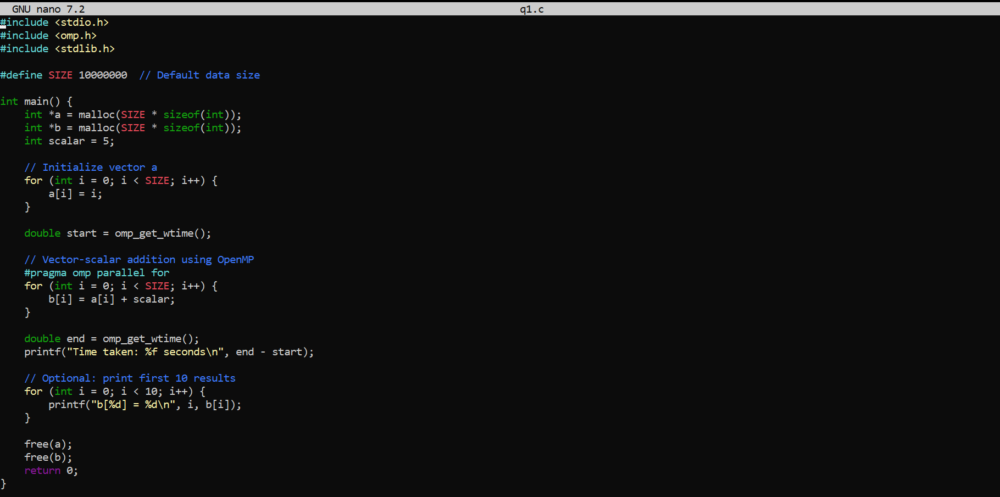 GNU nano 7.2 q1.c
#include <stdio.h>
#include <omp.h>
#include <stdlib.h>
#define SIZE 10000000  // Default data size
int main() {
    int *a = malloc(SIZE * sizeof(int));
    int *b = malloc(SIZE * sizeof(int));
    int scalar = 5;
    // Initialize vector a
    for (int i = 0; i < SIZE; i++) {
        a[i] = i;
    }
    double start = omp_get_wtime();
    // Vector-scalar addition using OpenMP
    #pragma omp parallel for
    for (int i = 0; i < SIZE; i++) {
        b[i] = a[i] + scalar;
    }
    double end = omp_get_wtime();
    printf("Time taken: %f seconds\n", end - start);
    // Optional: print first 10 results
    for (int i = 0; i < 10; i++) {
        printf("b[%d] = %d\n", i, b[i]);
    }
    free(a);
    free(b);
    return 0;
}